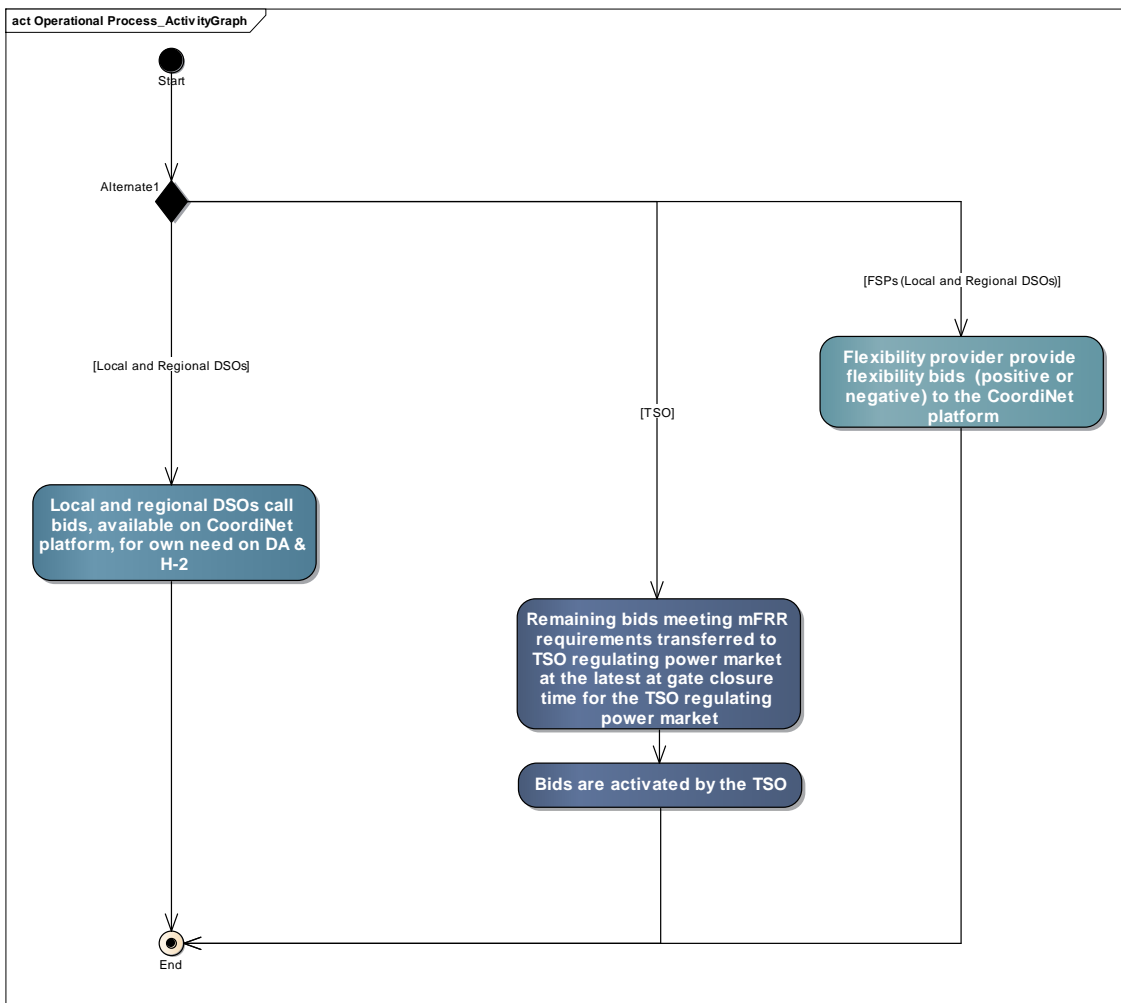 act Operational Process_ActivityGraph
Start
Alternate1
[FSPs (Local and Regional DSOs)]
Flexibility provider provide
flexibility bids  (positive or
negative) to the CoordiNet
platform
[Local and Regional DSOs]
[TSO]
Local and regional DSOs call
bids, available on CoordiNet
platform, for own need on DA &
H-2
Remaining bids meeting mFRR
requirements transferred to
TSO regulating power market
at the latest at gate closure
time for the TSO regulating
power market
Bids are activated by the TSO
End